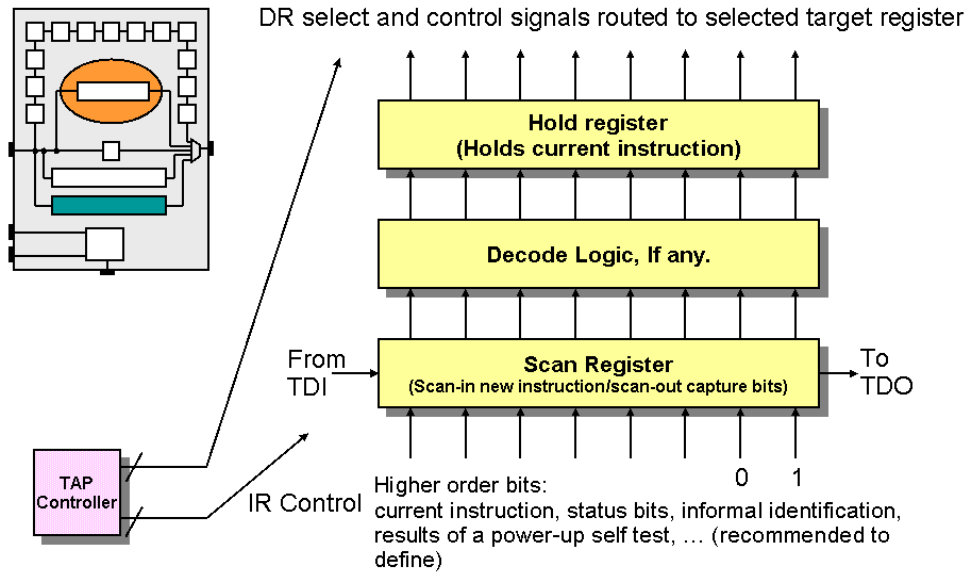 DR select and control signals routed to selected target register
Hold register
(Holds current instruction)
Decode Logic, If any.
From
TDI
Scan Register
(Scan-in new instruction/scan-out capture bits)
To
TDO
TAP
Controller
IR Control
0 1
Higher order bits:
current instruction, status bits, informal identification,
results of a power-up self test, … (recommended to
define)